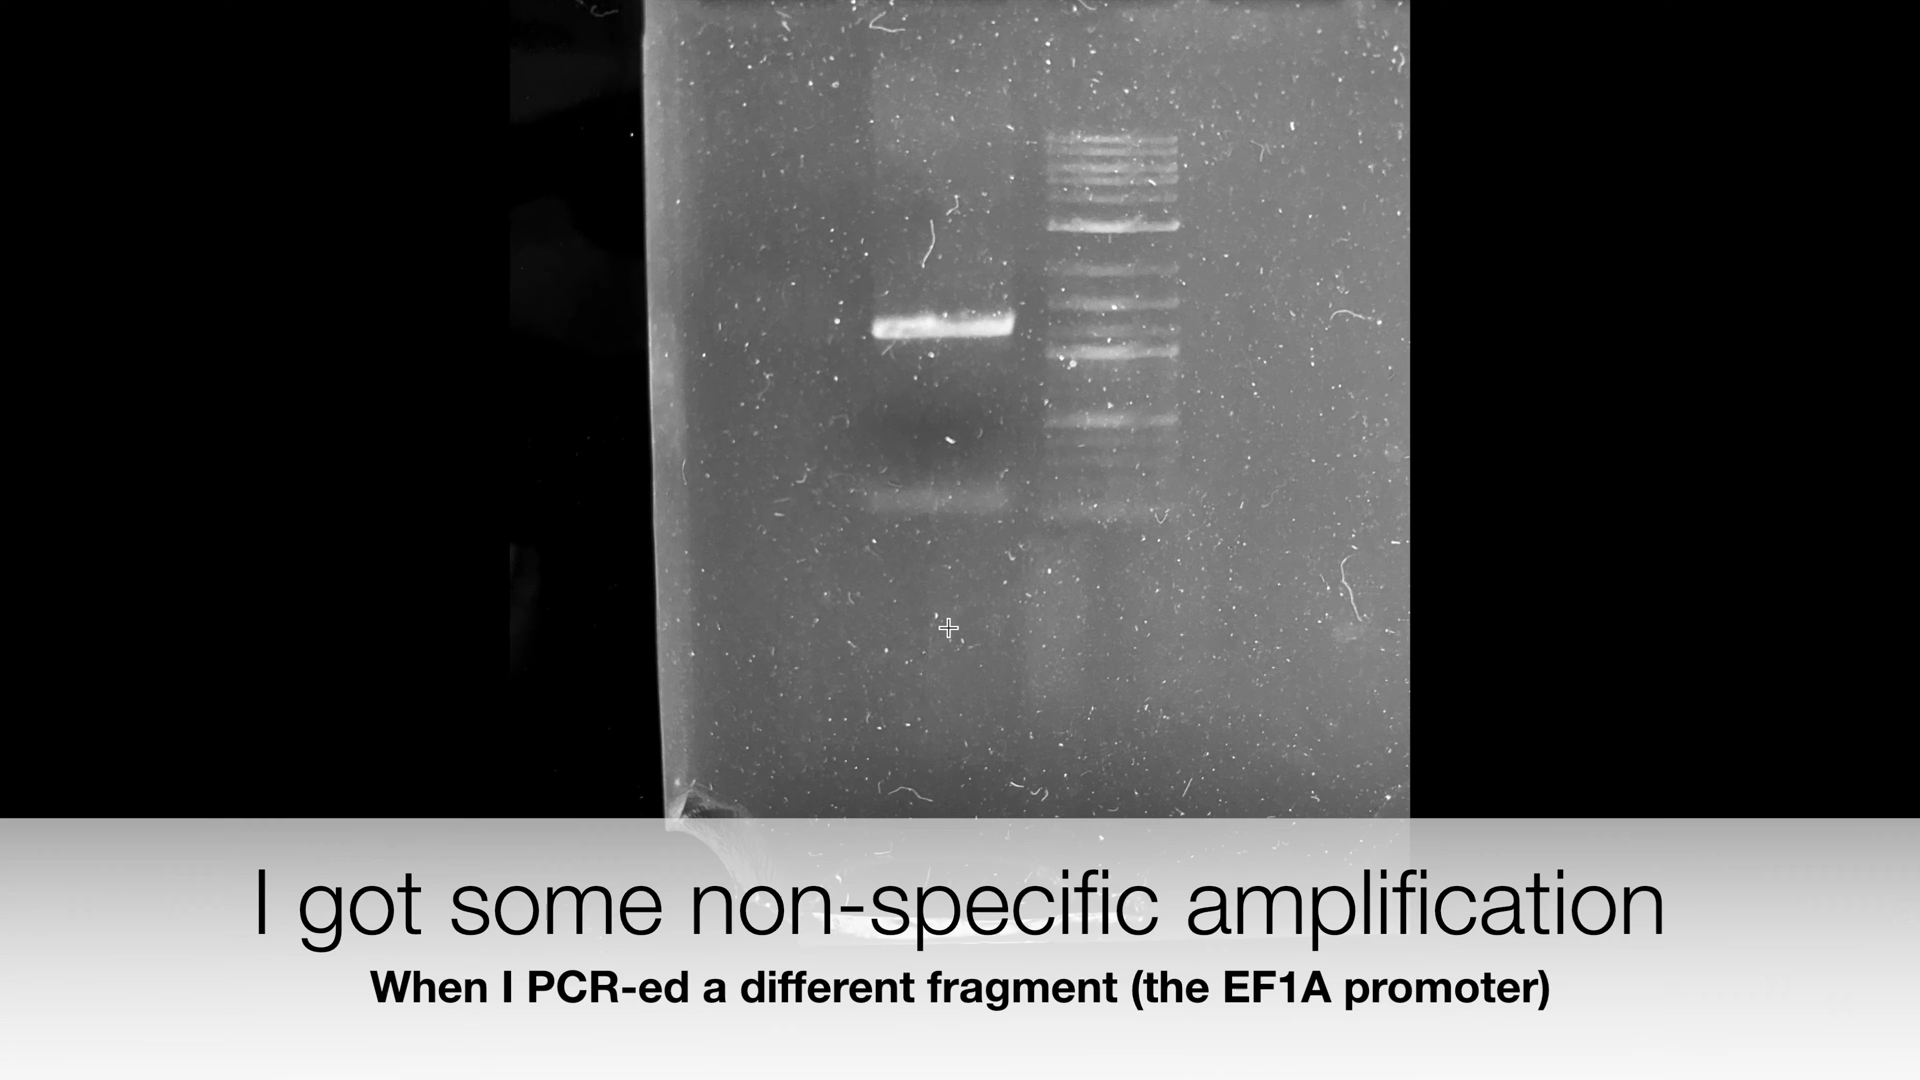 I got some non-specific amplification
When I PCR-ed a different fragment (the EF1A promoter)